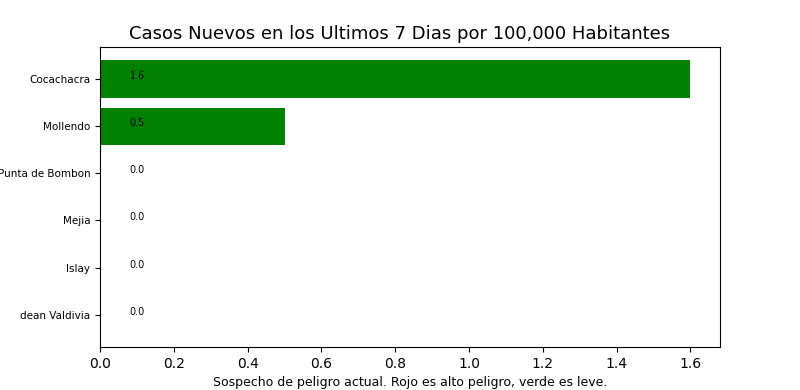 Casos Nuevos en los Ultimos 7 Dias por 100,000 Habitantes
Cocachacra 1.6
Mollendo 0.5
Punta de Bombon 0.0
Mejia 0.0
Islay 0.0
dean Valdivia 0.0
0.0 0.2 0.4 0.6 0.8 1.0 1.2 1.4 1.6
Sospecho de peligro actual. Rojo es alto peligro, verde es leve.